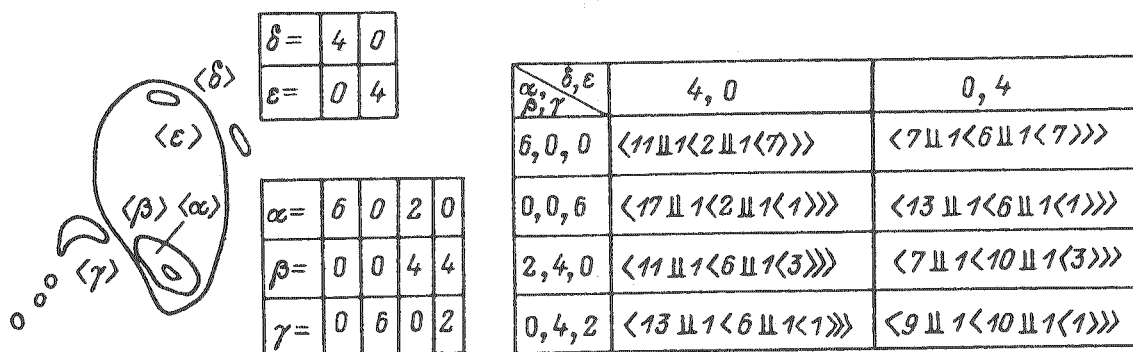 ⟨δ⟩
⟨ε⟩
⟨β⟩ ⟨α⟩
⟨γ⟩
δ= 4 0
ε= 0 4
α= 6 0 2 0
β= 0 0 4 4
γ= 0 6 0 2
α, β, γ δ, ε 4, 0 0, 4
6, 0, 0 ⟨11⊥⊥1⟨2⊥⊥1⟨7⟩⟩⟩ ⟨7⊥⊥1⟨6⊥⊥1⟨7⟩⟩⟩
0, 0, 6 ⟨17⊥⊥1⟨2⊥⊥1⟨1⟩⟩⟩ ⟨13⊥⊥1⟨6⊥⊥1⟨1⟩⟩⟩
2, 4, 0 ⟨11⊥⊥1⟨6⊥⊥1⟨3⟩⟩⟩ ⟨7⊥⊥1⟨10⊥⊥1⟨3⟩⟩⟩
0, 4, 2 ⟨13⊥⊥1⟨6⊥⊥1⟨1⟩⟩⟩ ⟨9⊥⊥1⟨10⊥⊥1⟨1⟩⟩⟩